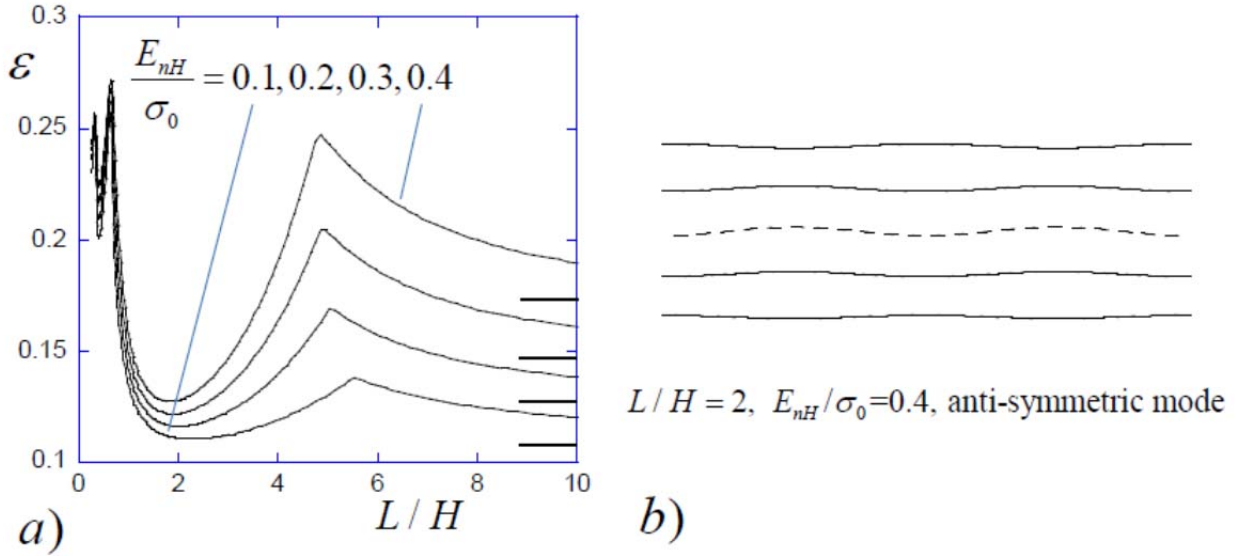 0.3
ε
E_nH/σ_0 = 0.1, 0.2, 0.3, 0.4
0.25
0.2
0.15
0.1
0 2 4 6 8 10
L / H
a)
L / H = 2, E_nH/σ_0=0.4, anti-symmetric mode
b)